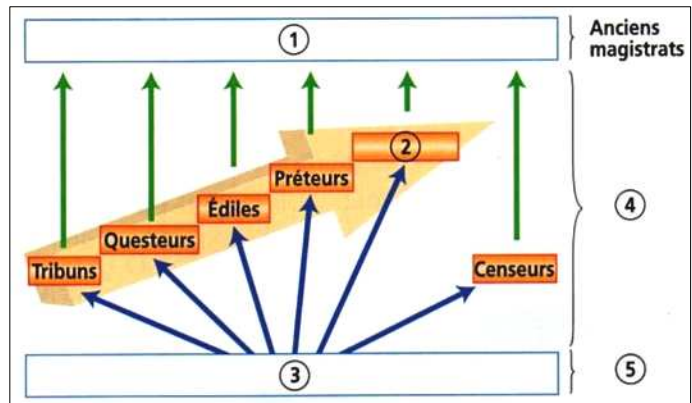 ①
Anciens
magistrats
②
Préteurs
Édiles
④
Questeurs
Tribuns
Censeurs
③
⑤